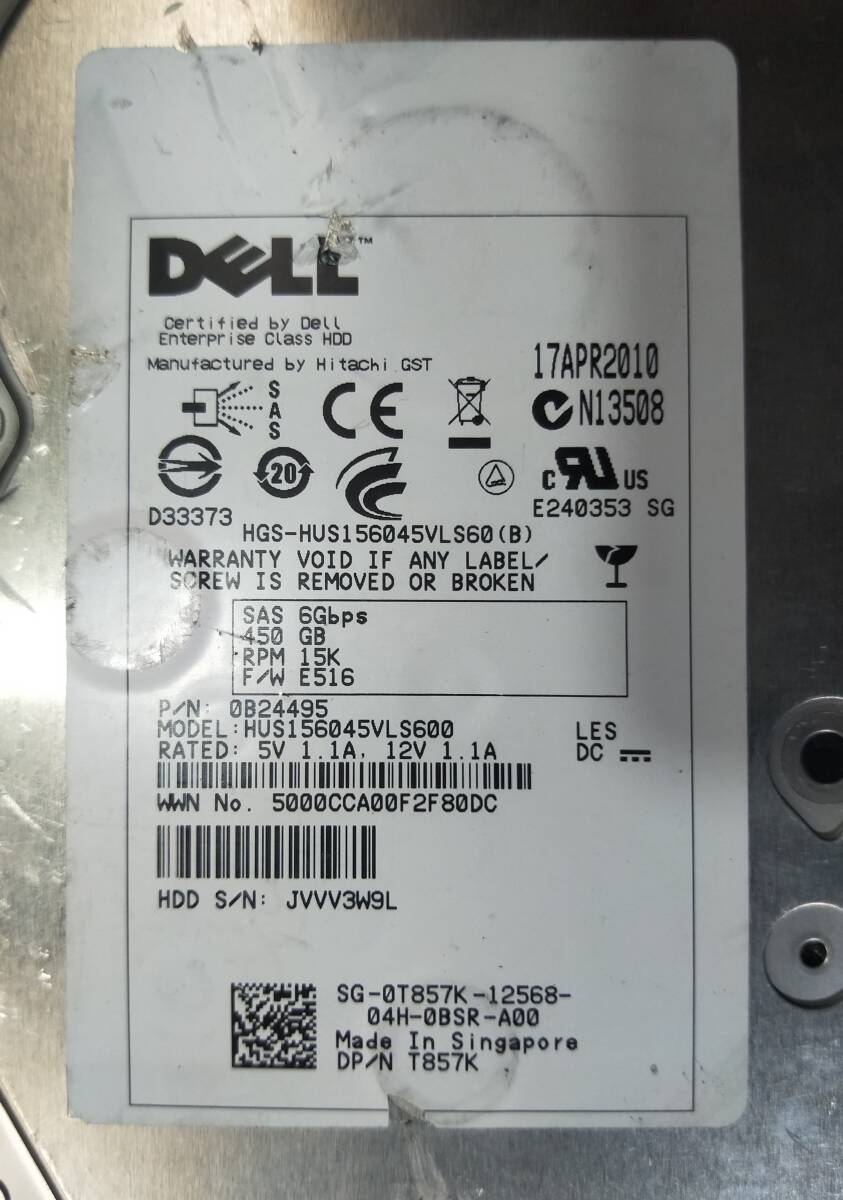 DELL™
Certified by Dell
Enterprise Class HDD
Manufactured by Hitachi GST
17APR2010
SAS
CE
N13508
20
c RU US
D33373
E240353 SG
HGS-HUS156045VLS60(B)
WARRANTY VOID IF ANY LABEL/
SCREW IS REMOVED OR BROKEN
SAS 6Gbps
450 GB
RPM 15K
F/W E516
P/N: 0B24495
MODEL:HUS156045VLS600
LES
RATED: 5V 1.1A, 12V 1.1A
DC
WWN No. 5000CCA00F2F80DC
HDD S/N: JVVV3W9L
SG-0T857K-12568-
04H-0BSR-A00
Made In Singapore
DP/N T857K